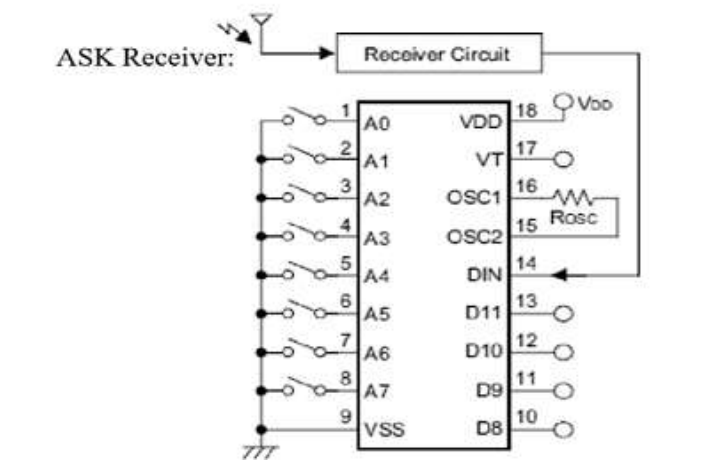 ASK Receiver:
Receiver Circuit
1 A0 VDD 18 VDD
2 A1 VT 17
3 A2 OSC1 16
ROSC
4 A3 OSC2 15
5 A4 DIN 14
6 A5 D11 13
7 A6 D10 12
8 A7 D9 11
9 VSS D8 10